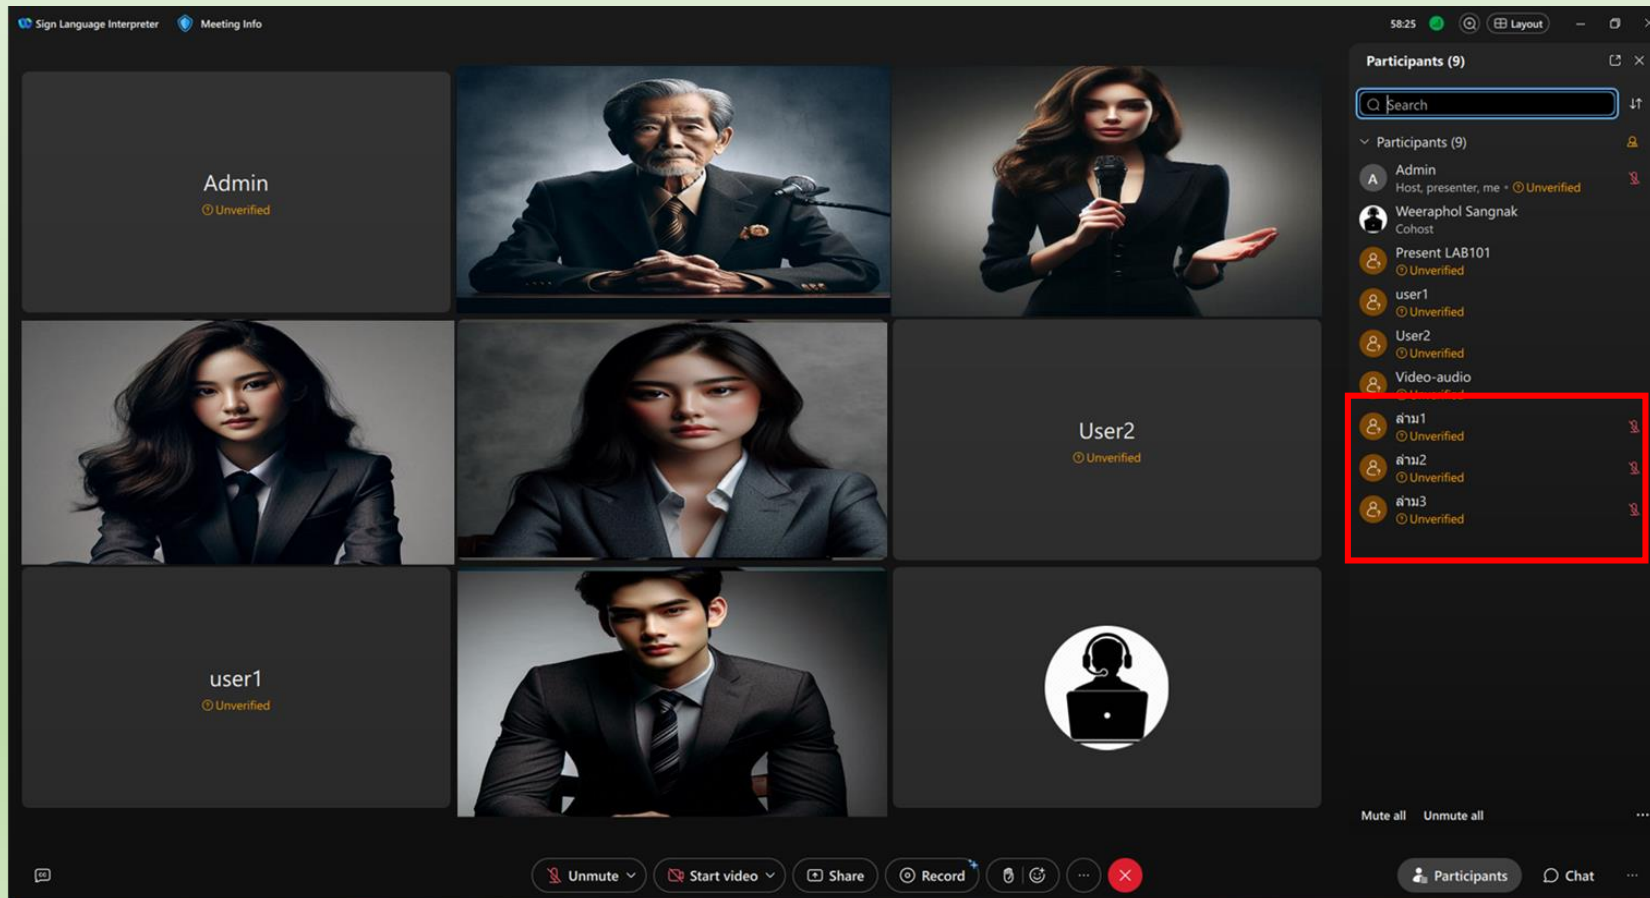 Sign Language Interpreter Meeting Info
58:25 Layout
Participants (9)
Search
Participants (9)
A Admin
Host, presenter, me • Unverified
Weeraphol Sangnak
Cohost
Present LAB101
Unverified
user1
Unverified
User2
Unverified
Video-audio
Unverified
ล่าม1
Unverified
ล่าม2
Unverified
ล่าม3
Unverified
Mute all Unmute all
Admin
Unverified
User2
Unverified
user1
Unverified
CC
Unmute Start video Share Record
Participants Chat